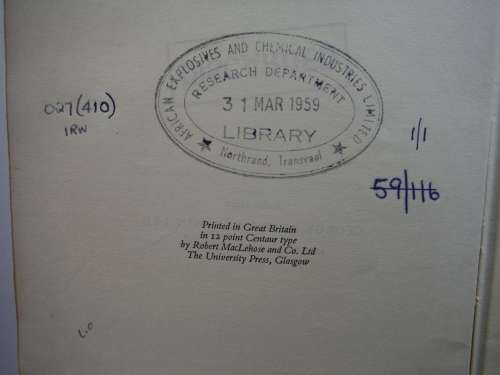 AFRICAN EXPLOSIVES AND CHEMICAL INDUSTRIES LIMITED
RESEARCH DEPARTMENT
31 MAR 1959
LIBRARY
Northrand, Transvaal
027(410)
IRW
1/1
59/116
Printed in Great Britain
in 12 point Centaur type
by Robert MacLehose and Co. Ltd
The University Press, Glasgow